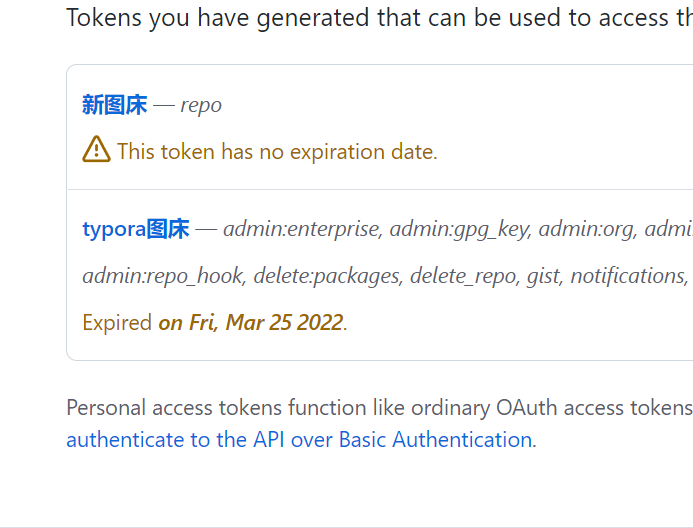 Tokens you have generated that can be used to access
新图床 — repo
This token has no expiration date.
typora图床 — admin:enterprise, admin:gpg_key, admin:org,
admin:repo_hook, delete:packages, delete_repo, gist, notifications,
Expired on Fri, Mar 25 2022.
Personal access tokens function like ordinary OAuth access tokens
authenticate to the API over Basic Authentication.